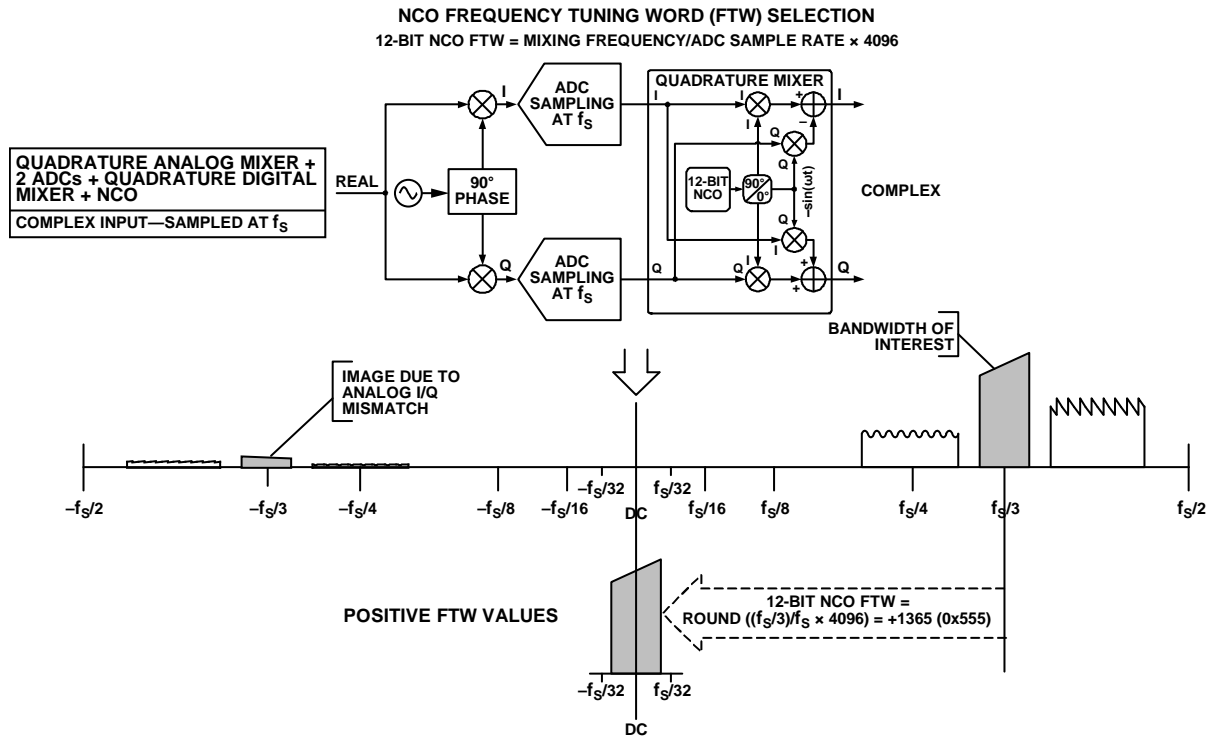 NCO FREQUENCY TUNING WORD (FTW) SELECTION
12-BIT NCO FTW = MIXING FREQUENCY/ADC SAMPLE RATE × 4096
QUADRATURE ANALOG MIXER +
2 ADCs + QUADRATURE DIGITAL
MIXER + NCO
COMPLEX INPUT—SAMPLED AT fS
REAL
90°
PHASE
I
ADC
SAMPLING
AT fS
Q
ADC
SAMPLING
AT fS
QUADRATURE MIXER
I
I
I
+
I
–
Q
Q
Q
12-BIT
NCO
90°
0°
–sin(ωt)
Q
I
I
Q
Q
+
+
Q
COMPLEX
BANDWIDTH OF
INTEREST
IMAGE DUE TO
ANALOG I/Q
MISMATCH
–fS/2
–fS/3
–fS/4
–fS/8
–fS/16
–fS/32
DC
fS/32
fS/16
fS/8
fS/4
fS/3
fS/2
POSITIVE FTW VALUES
12-BIT NCO FTW =
ROUND ((fS/3)/fS × 4096) = +1365 (0x555)
–fS/32
fS/32
DC